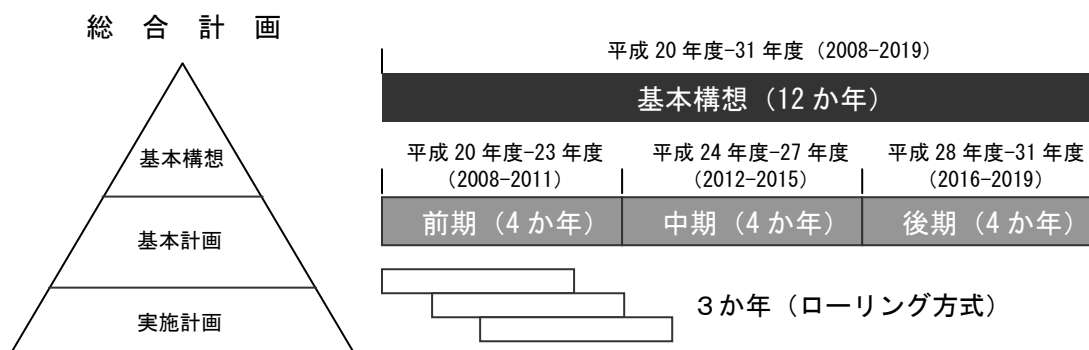 総 合 計 画
基本構想
基本計画
実施計画
平成 20 年度-31 年度（2008-2019）
基本構想（12 か年）
平成 20 年度-23 年度
（2008-2011）
平成 24 年度-27 年度
（2012-2015）
平成 28 年度-31 年度
（2016-2019）
前期（4 か年）
中期（4 か年）
後期（4 か年）
３か年（ローリング方式）